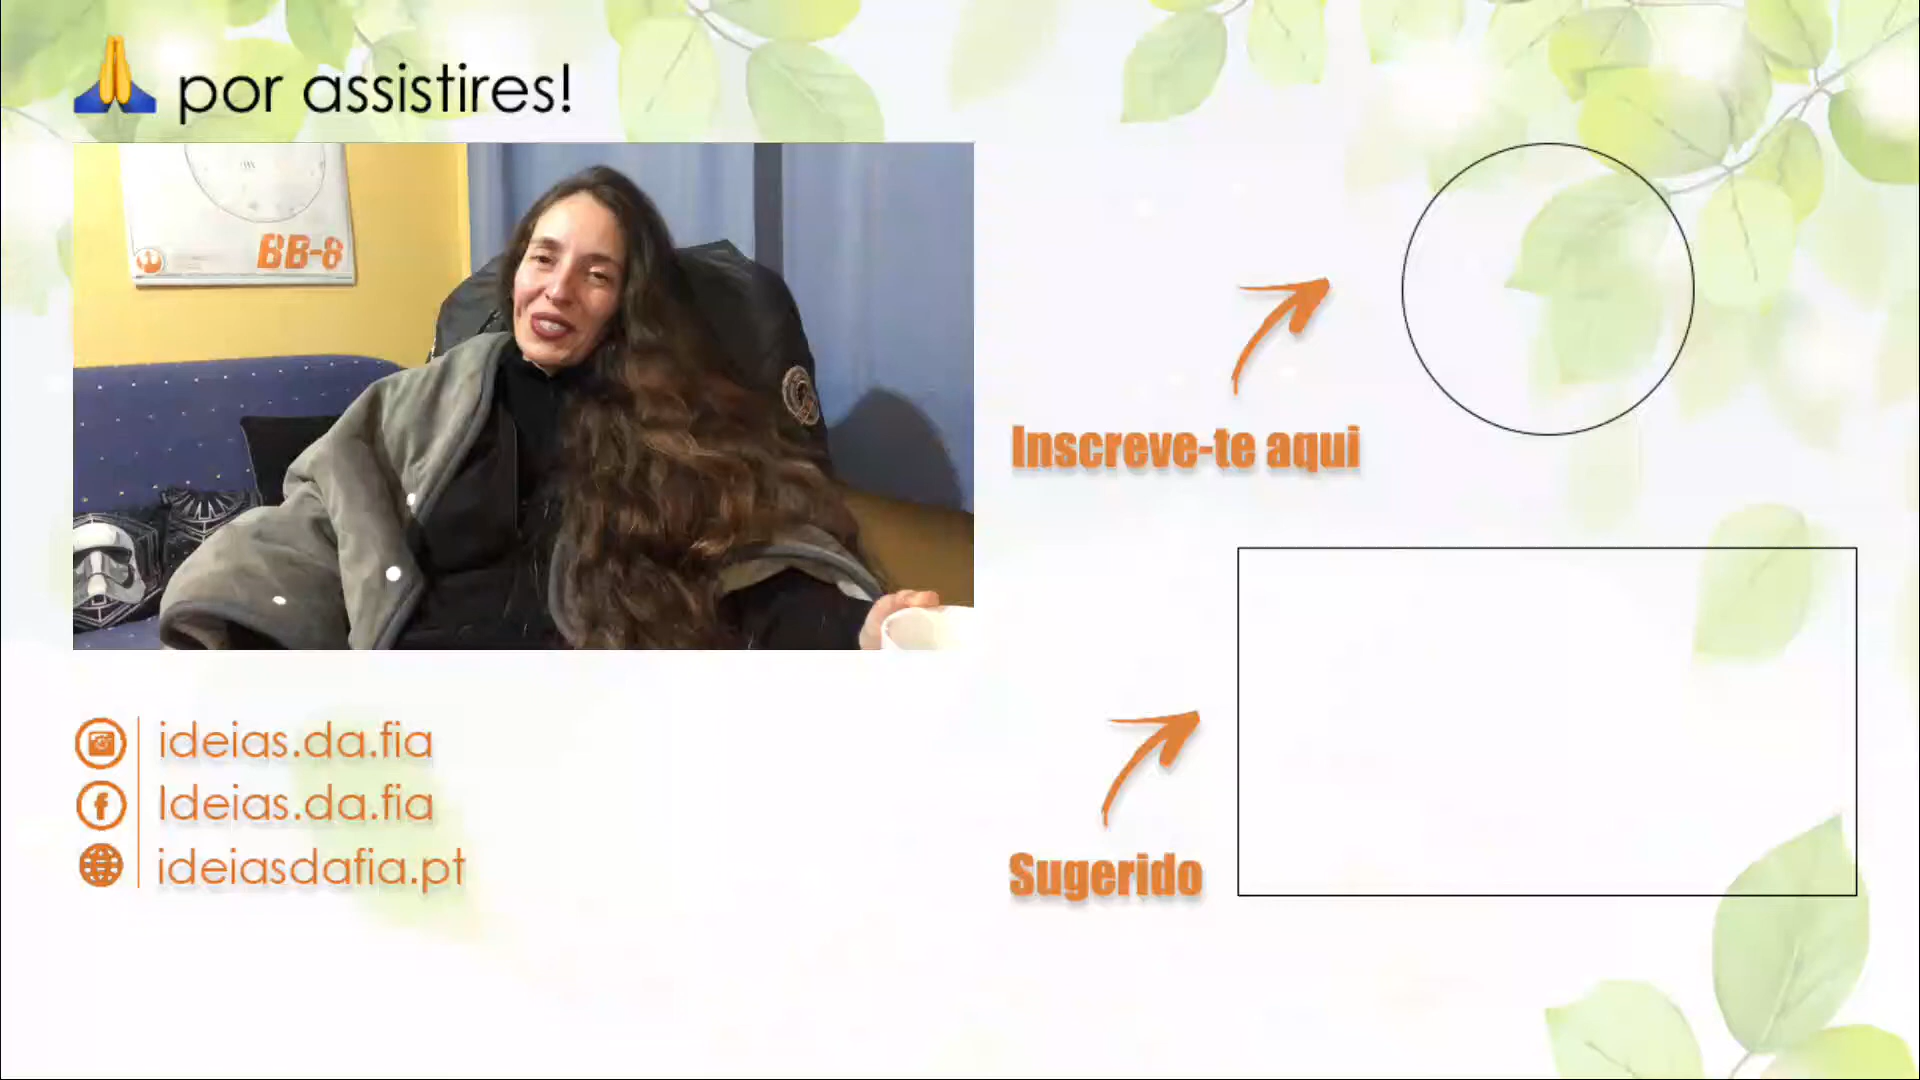 🙏 por assistires!
BB-8
Inscreve-te aqui
ideias.da.fia
Ideias.da.fia
ideiasdafia.pt
Sugerido